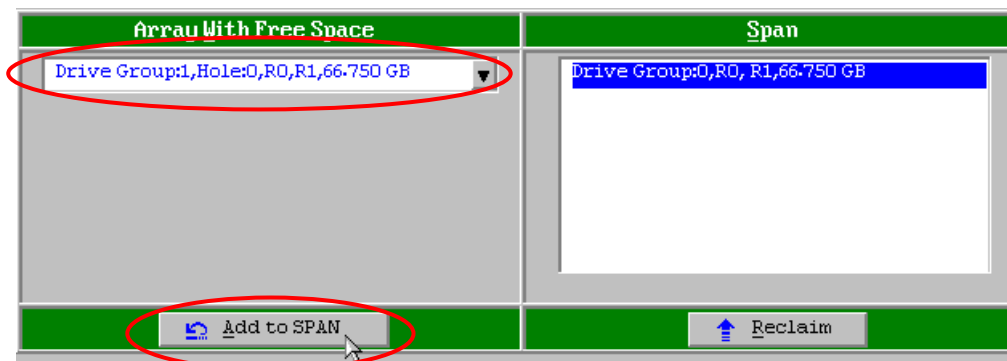 Array With Free Space
Span
Drive Group:1,Hole:0,R0,R1,66.750 GB
Drive Group:0,R0, R1,66.750 GB
Add to SPAN
Reclaim